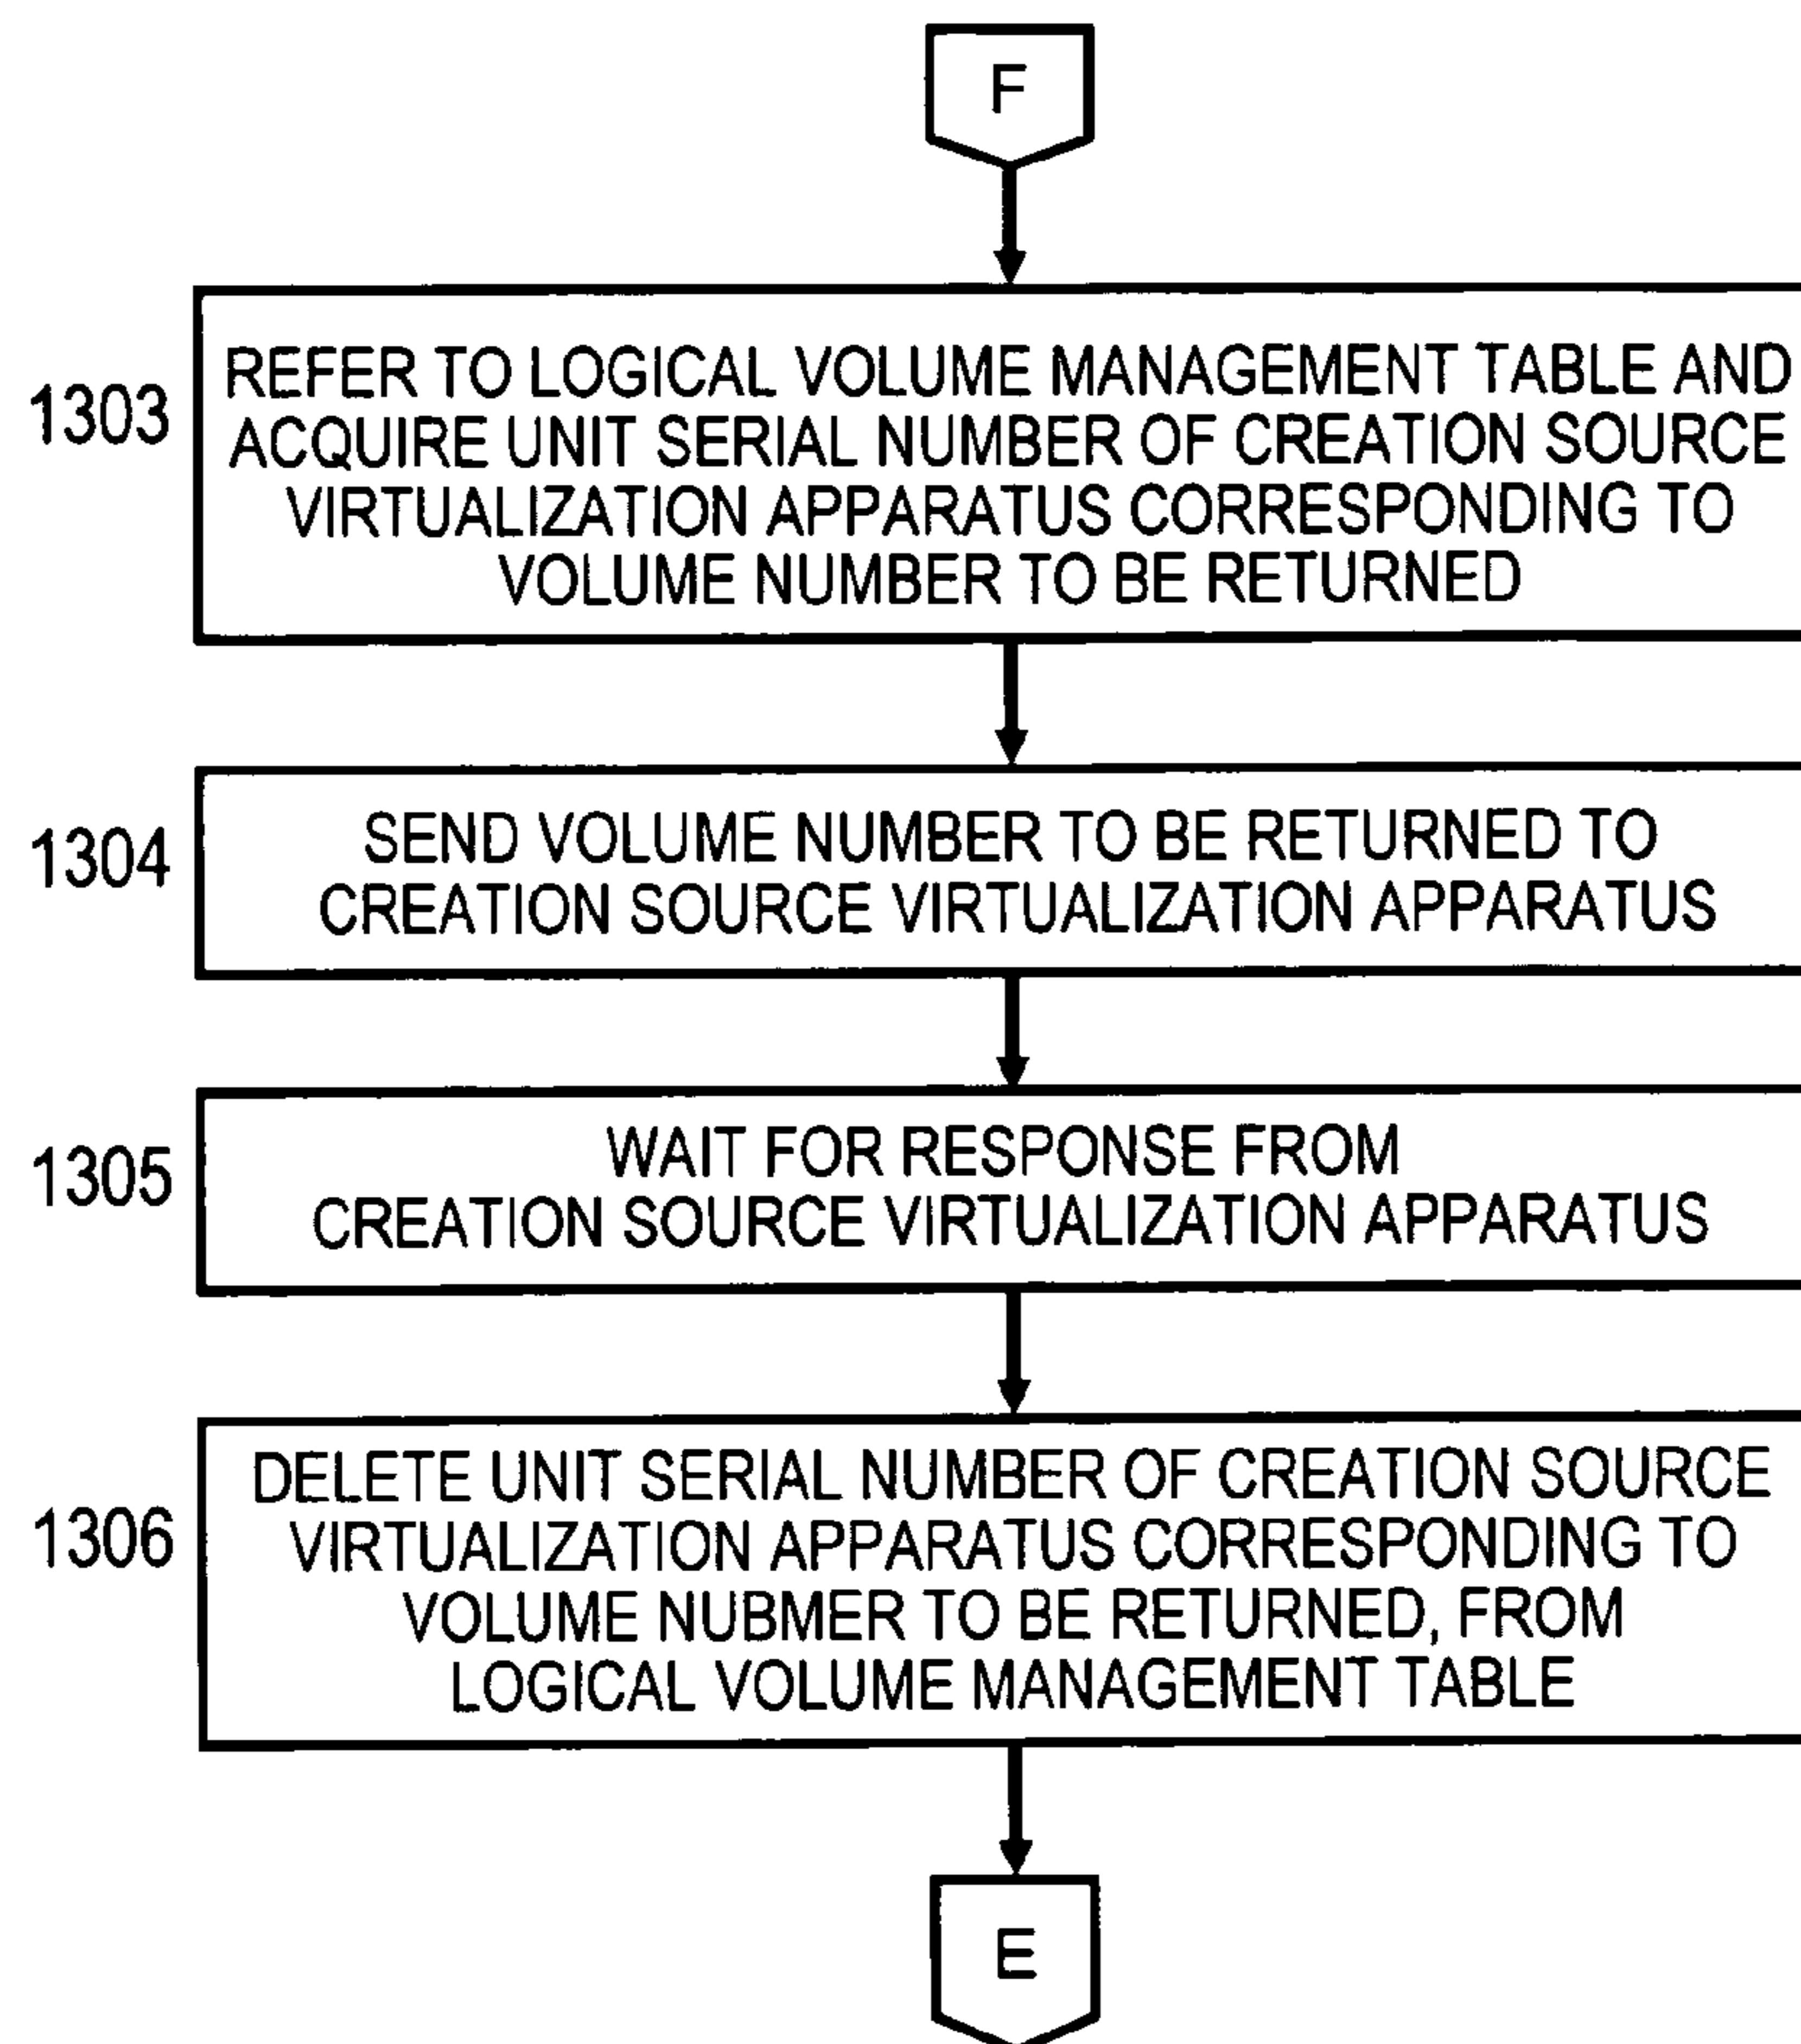 F
1303
REFER TO LOGICAL VOLUME MANAGEMENT TABLE AND
ACQUIRE UNIT SERIAL NUMBER OF CREATION SOURCE
VIRTUALIZATION APPARATUS CORRESPONDING TO
VOLUME NUMBER TO BE RETURNED
1304
SEND VOLUME NUMBER TO BE RETURNED TO
CREATION SOURCE VIRTUALIZATION APPARATUS
1305
WAIT FOR RESPONSE FROM
CREATION SOURCE VIRTUALIZATION APPARATUS
1306
DELETE UNIT SERIAL NUMBER OF CREATION SOURCE
VIRTUALIZATION APPARATUS CORRESPONDING TO
VOLUME NUBMER TO BE RETURNED, FROM
LOGICAL VOLUME MANAGEMENT TABLE
E